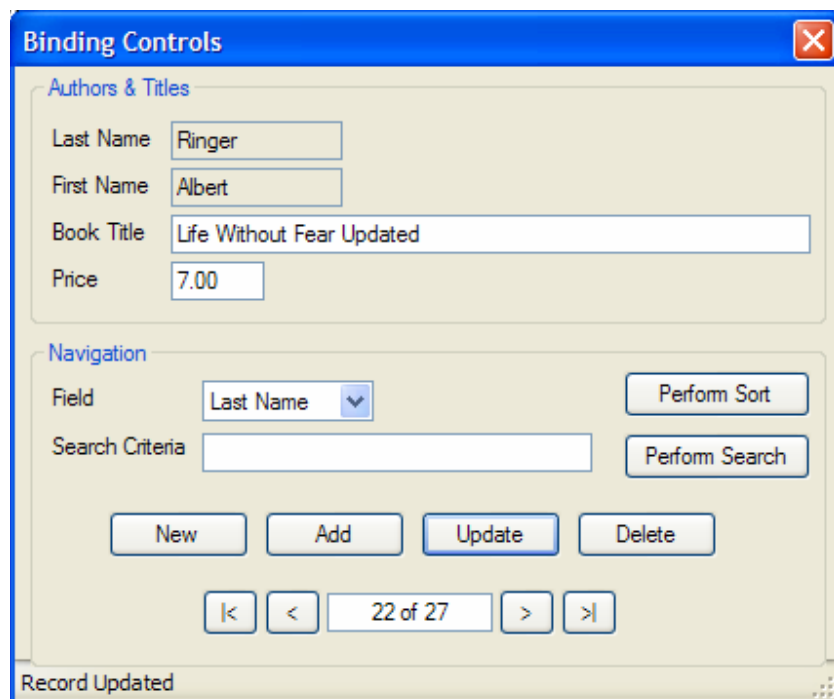 Binding Controls
Authors & Titles
Last Name Ringer
First Name Albert
Book Title Life Without Fear Updated
Price 7.00
Navigation
Field Last Name Perform Sort
Search Criteria Perform Search
New Add Update Delete
|< < 22 of 27 > >|
Record Updated